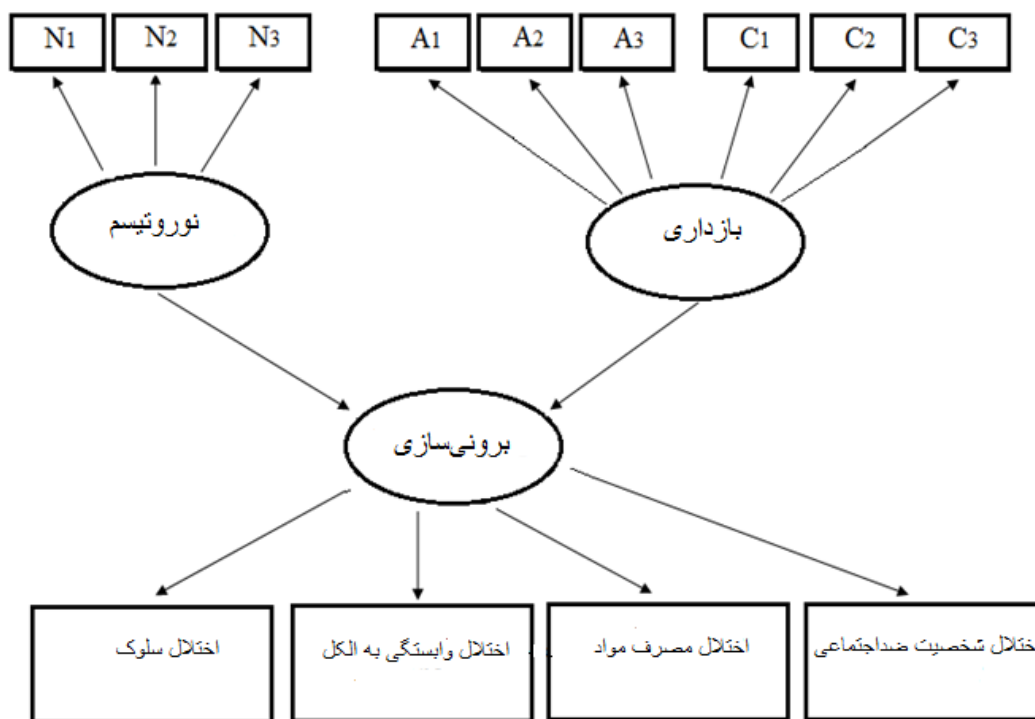 N1 N2 N3 A1 A2 A3 C1 C2 C3
نوروتیسم
بازداری
برونی‌سازی
اختلال سلوک
اختلال وابستگی به الکل
اختلال مصرف مواد
ختلال شخصیت ضداجتماعی